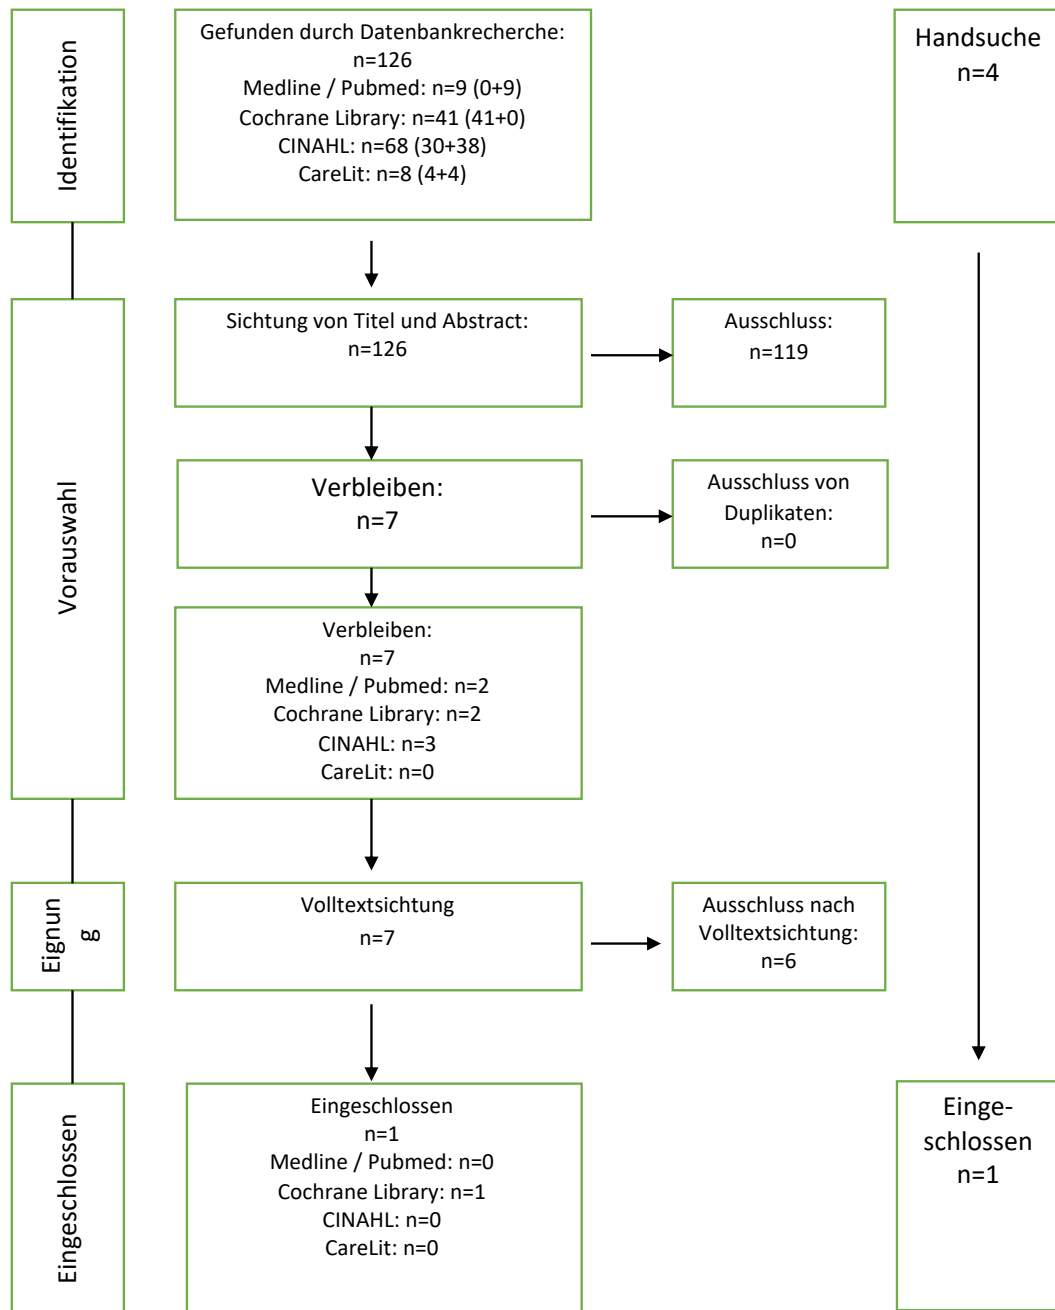 Identifikation
Gefunden durch Datenbankrecherche:
n=126
Medline / Pubmed: n=9 (0+9)
Cochrane Library: n=41 (41+0)
CINAHL: n=68 (30+38)
CareLit: n=8 (4+4)
Handsuche
n=4
Vorauswahl
Sichtung von Titel und Abstract:
n=126
Ausschluss:
n=119
Verbleiben:
n=7
Ausschluss von
Duplikaten:
n=0
Verbleiben:
n=7
Medline / Pubmed: n=2
Cochrane Library: n=2
CINAHL: n=3
CareLit: n=0
Eignun
g
Volltextsichtung
n=7
Ausschluss nach
Volltextsichtung:
n=6
Eingeschlossen
Eingeschlossen
n=1
Medline / Pubmed: n=0
Cochrane Library: n=1
CINAHL: n=0
CareLit: n=0
Einge-
schlossen
n=1